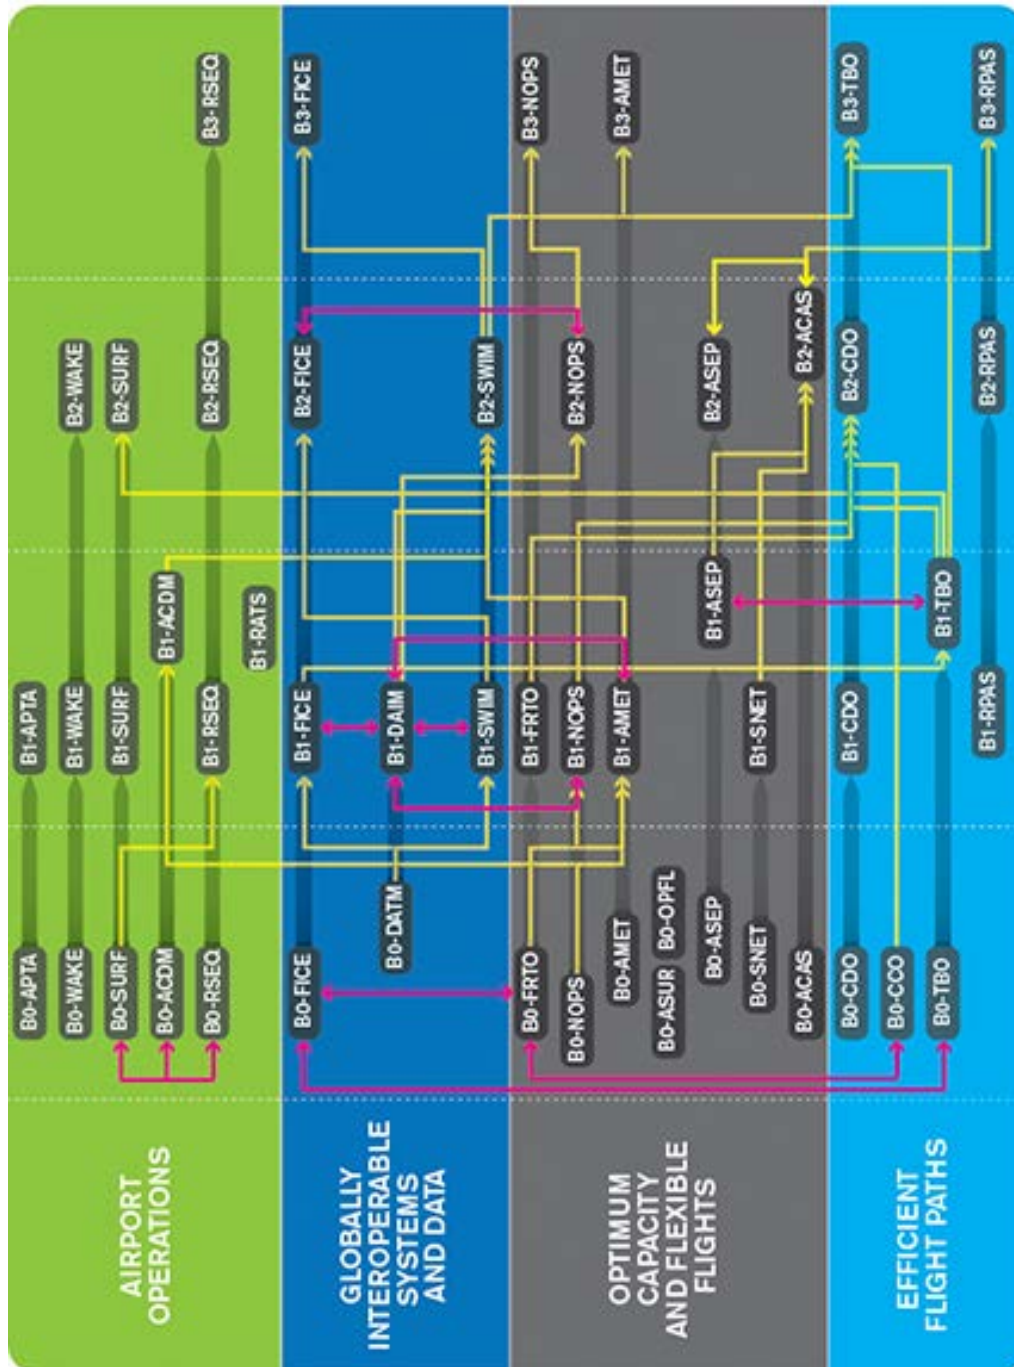 AIRPORT
OPERATIONS
B0-APTA
B1-APTA
B0-WAKE
B1-WAKE
B2-WAKE
B0-SURF
B1-SURF
B2-SURF
B0-ACDM
B1-ACDM
B0-RSEQ
B1-RSEQ
B2-RSEQ
B3-RSEQ
B1-RATS
GLOBALLY
INTEROPERABLE
SYSTEMS
AND DATA
B0-FICE
B1-FICE
B2-FICE
B3-FICE
B0-DATM
B1-DAIM
B1-SWIM
B2-SWIM
OPTIMUM
CAPACITY
AND FLEXIBLE
FLIGHTS
B0-FRTO
B1-FRTO
B3-NOPS
B0-NOPS
B1-NOPS
B2-NOPS
B0-AMET
B1-AMET
B3-AMET
B0-ASUR
B0-OPFL
B0-ASEP
B1-ASEP
B2-ASEP
B0-SNET
B1-SNET
B0-ACAS
B2-ACAS
EFFICIENT
FLIGHT PATHS
B0-CDO
B1-CDO
B2-CDO
B3-TBO
B0-CCO
B0-TBO
B1-TBO
B1-RPAS
B2-RPAS
B3-RPAS